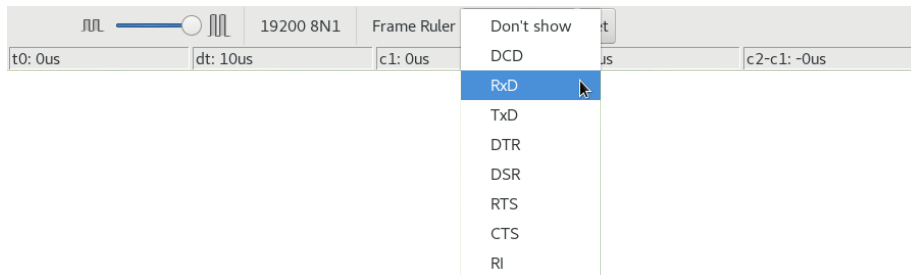 19200 8N1 Frame Ruler Don't show
t0: 0us dt: 10us c1: 0us DCD c2-c1: -0us
RxD
TxD
DTR
DSR
RTS
CTS
RI